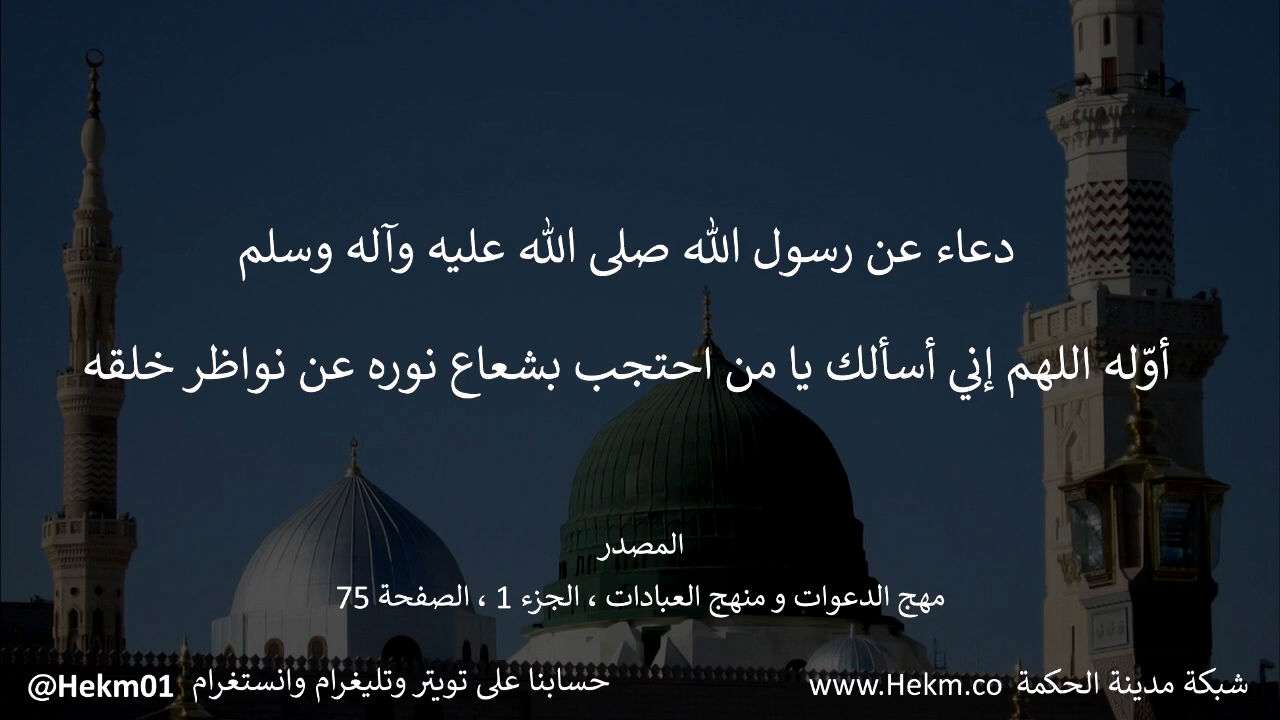 دعاء عن رسول الله صلى الله عليه وآله وسلم
أوّله اللهم إني أسألك يا من احتجب بشعاع نوره عن نواظر خلقه
المصدر
مهج الدعوات و منهج العبادات ، الجزء 1 ، الصفحة 75
شبكة مدينة الحكمة www.Hekm.co
حسابنا على تويتر وتليغرام وانستغرام @Hekm01